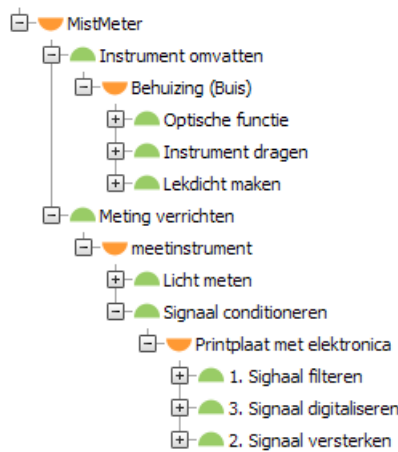 MistMeter
Instrument omvatten
Behuizing (Buis)
Optische functie
Instrument dragen
Lekdicht maken
Meting verrichten
meetinstrument
Licht meten
Signaal conditioneren
Printplaat met elektronica
1. Sighaal filteren
3. Signaal digitaliseren
2. Signaal versterken